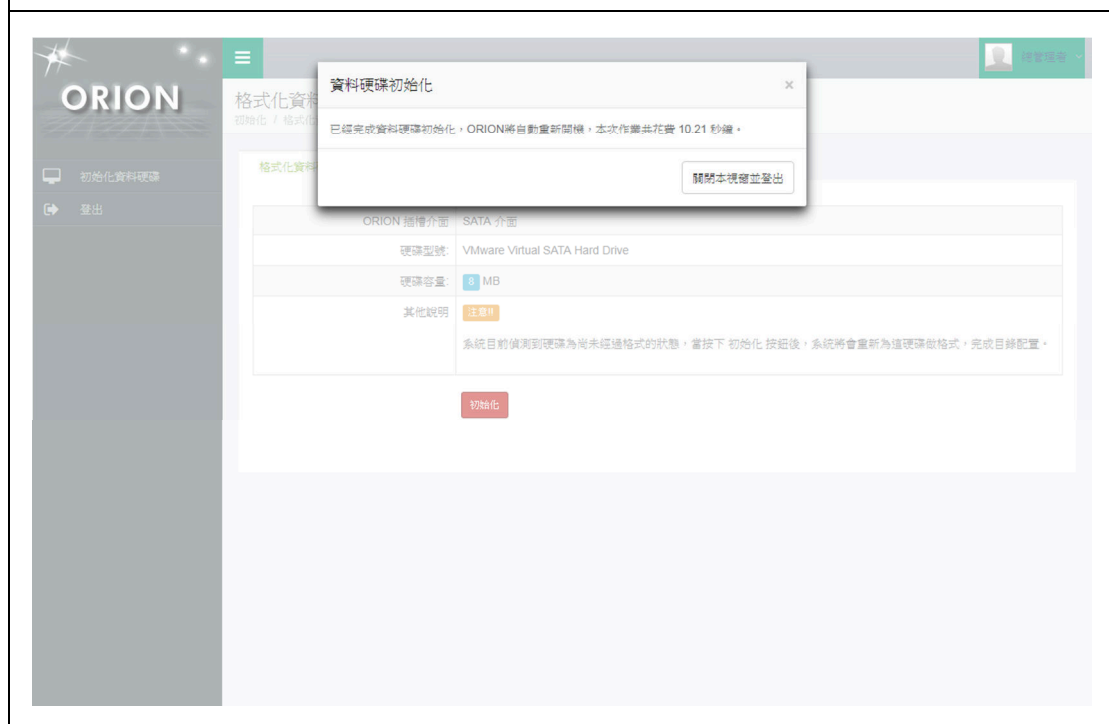 ORION
總管理者
資料硬碟初始化
×
已經完成資料硬碟初始化，ORION將自動重新開機，本次作業共花費 10.21 秒鐘。
關閉本視窗並登出
格式化資料
初始化 / 格式化
初始化資料硬碟
登出
格式化資料
ORION 插槽介面
SATA 介面
硬碟型號:
VMware Virtual SATA Hard Drive
硬碟容量:
8 MB
其他說明
注意!!
系統目前偵測到硬碟為尚未經過格式的狀態，當按下 初始化 按鈕後，系統將會重新為這硬碟做格式，完成目錄配置。
初始化